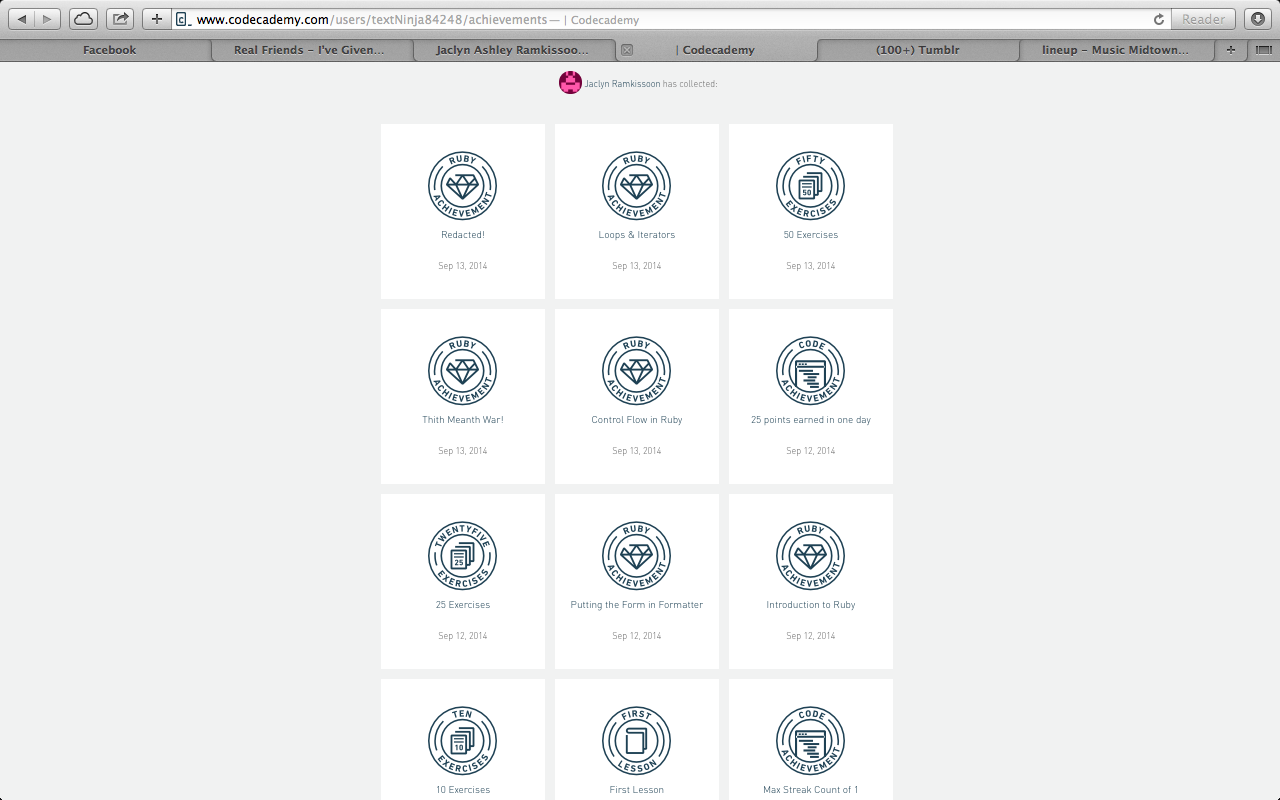 www.codecademy.com/users/textNinja84248/achievements — | Codecademy
Reader
Facebook
Real Friends – I've Given...
Jaclyn Ashley Ramkissoo...
| Codecademy
(100+) Tumblr
lineup – Music Midtown...
Jaclyn Ramkissoon has collected:
RUBY ACHIEVEMENT
RUBY ACHIEVEMENT
FIFTY 50 EXERCISES
Redacted!
Loops & Iterators
50 Exercises
Sep 13, 2014
Sep 13, 2014
Sep 13, 2014
RUBY ACHIEVEMENT
RUBY ACHIEVEMENT
CODE ACHIEVEMENT
Thith Meanth War!
Control Flow in Ruby
25 points earned in one day
Sep 13, 2014
Sep 13, 2014
Sep 12, 2014
TWENTYFIVE 25 EXERCISES
RUBY ACHIEVEMENT
RUBY ACHIEVEMENT
25 Exercises
Putting the Form in Formatter
Introduction to Ruby
Sep 12, 2014
Sep 12, 2014
Sep 12, 2014
TEN 10 EXERCISES
FIRST LESSON
CODE ACHIEVEMENT
10 Exercises
First Lesson
Max Streak Count of 1